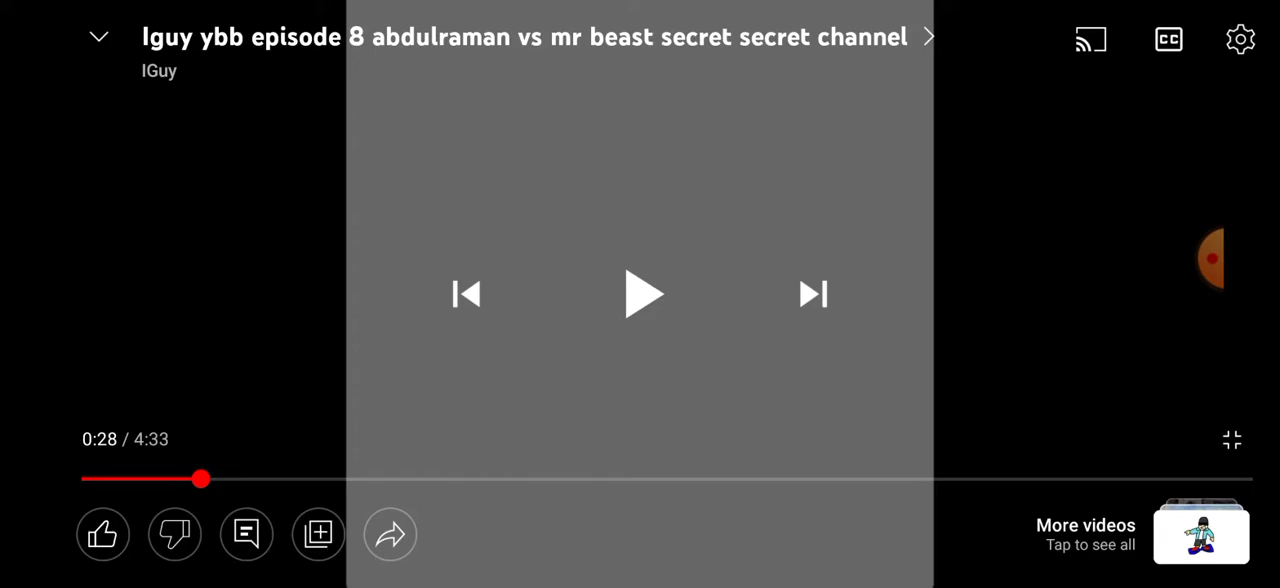 Iguy ybb episode 8 abdulraman vs mr beast secret secret channel
IGuy
CC
0:28 / 4:33
More videos
Tap to see all